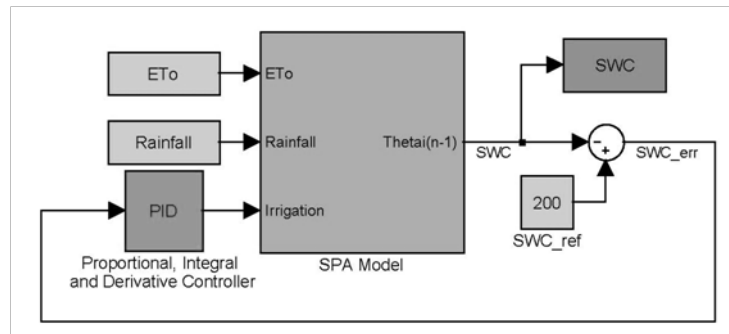 ETo
ETo
SWC
Rainfall
Rainfall
Thetai(n-1)
SWC
-
+
SWC_err
PID
Irrigation
200
SWC_ref
Proportional, Integral
and Derivative Controller
SPA Model